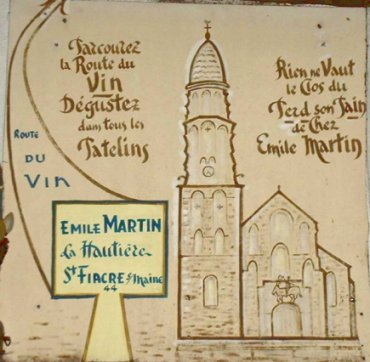 Parcourez
la Route du
Vin
Dégustez
dans tous les
Patelins
Rien ne Vaut
le Clos du
Ferd son Pain
de Chez
Emile Martin
ROUTE
DU
VIN
EMILE MARTIN
La Hautière
St FIACRE s/ MAINE
44